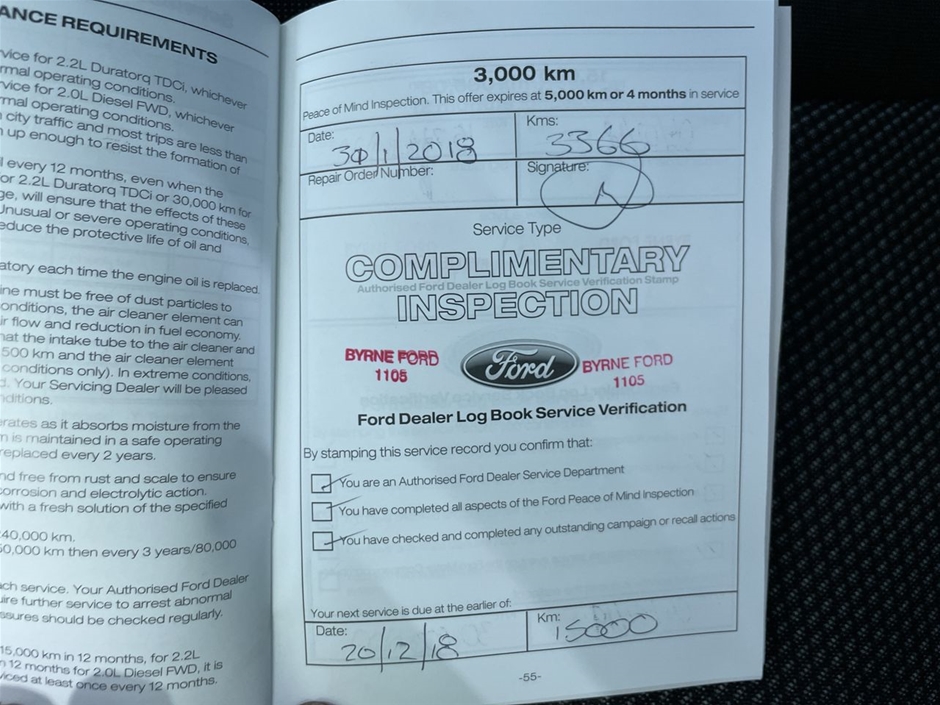 ANCE REQUIREMENTS
vice for 2.2L Duratorq TDCi, whichever
rmal operating conditions.
vice for 2.0L Diesel FWD, whichever
rmal operating conditions.
city traffic and most trips are less than
up enough to resist the formation of
every 12 months, even when the
or 2.2L Duratorq TDCi or 30,000 km for
ge, will ensure that the effects of these
Unusual or severe operating conditions,
educe the protective life of oil and
atory each time the engine oil is replaced.
ine must be free of dust particles to
onditions, the air cleaner element can
ir flow and reduction in fuel economy.
hat the intake tube to the air cleaner and
500 km and the air cleaner element
conditions only). In extreme conditions,
d. Your Servicing Dealer will be pleased
nditions.
erates as it absorbs moisture from the
m is maintained in a safe operating
replaced every 2 years.
nd free from rust and scale to ensure
corrosion and electrolytic action.
with a fresh solution of the specified
40,000 km.
50,000 km then every 3 years/80,000
ach service. Your Authorised Ford Dealer
uire further service to arrest abnormal
ssures should be checked regularly.
15,000 km in 12 months, for 2.2L
n 12 months for 2.0L Diesel FWD, it is
viced at least once every 12 months.
3,000 km
Peace of Mind Inspection. This offer expires at 5,000 km or 4 months in service
Date: 30/1/2018
Kms: 3366
Repair Order Number:
Signature:
Service Type
COMPLIMENTARY
Authorised Ford Dealer Log Book Service Verification Stamp
INSPECTION
BYRNE FORD
1105
Ford
BYRNE FORD
1105
Ford Dealer Log Book Service Verification
By stamping this service record you confirm that:
You are an Authorised Ford Dealer Service Department
You have completed all aspects of the Ford Peace of Mind Inspection
You have checked and completed any outstanding campaign or recall actions
Your next service is due at the earlier of:
Date: 20/12/18
Km: 15000
-55-